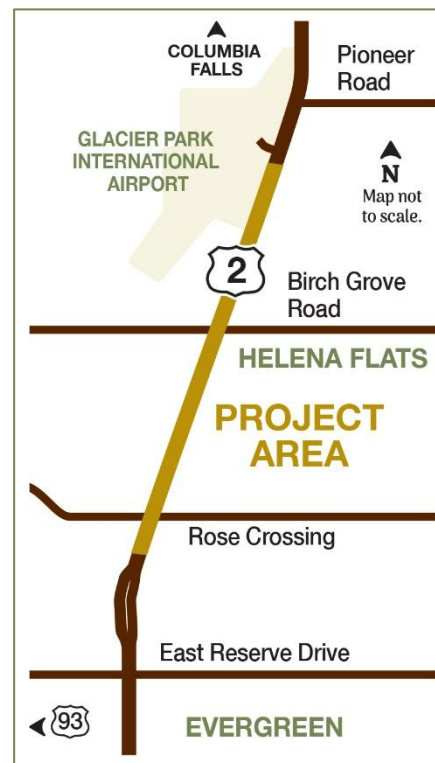 COLUMBIA
FALLS
Pioneer
Road
GLACIER PARK
INTERNATIONAL
AIRPORT
N
Map not
to scale.
2
Birch Grove
Road
HELENA FLATS
PROJECT
AREA
Rose Crossing
East Reserve Drive
93
EVERGREEN